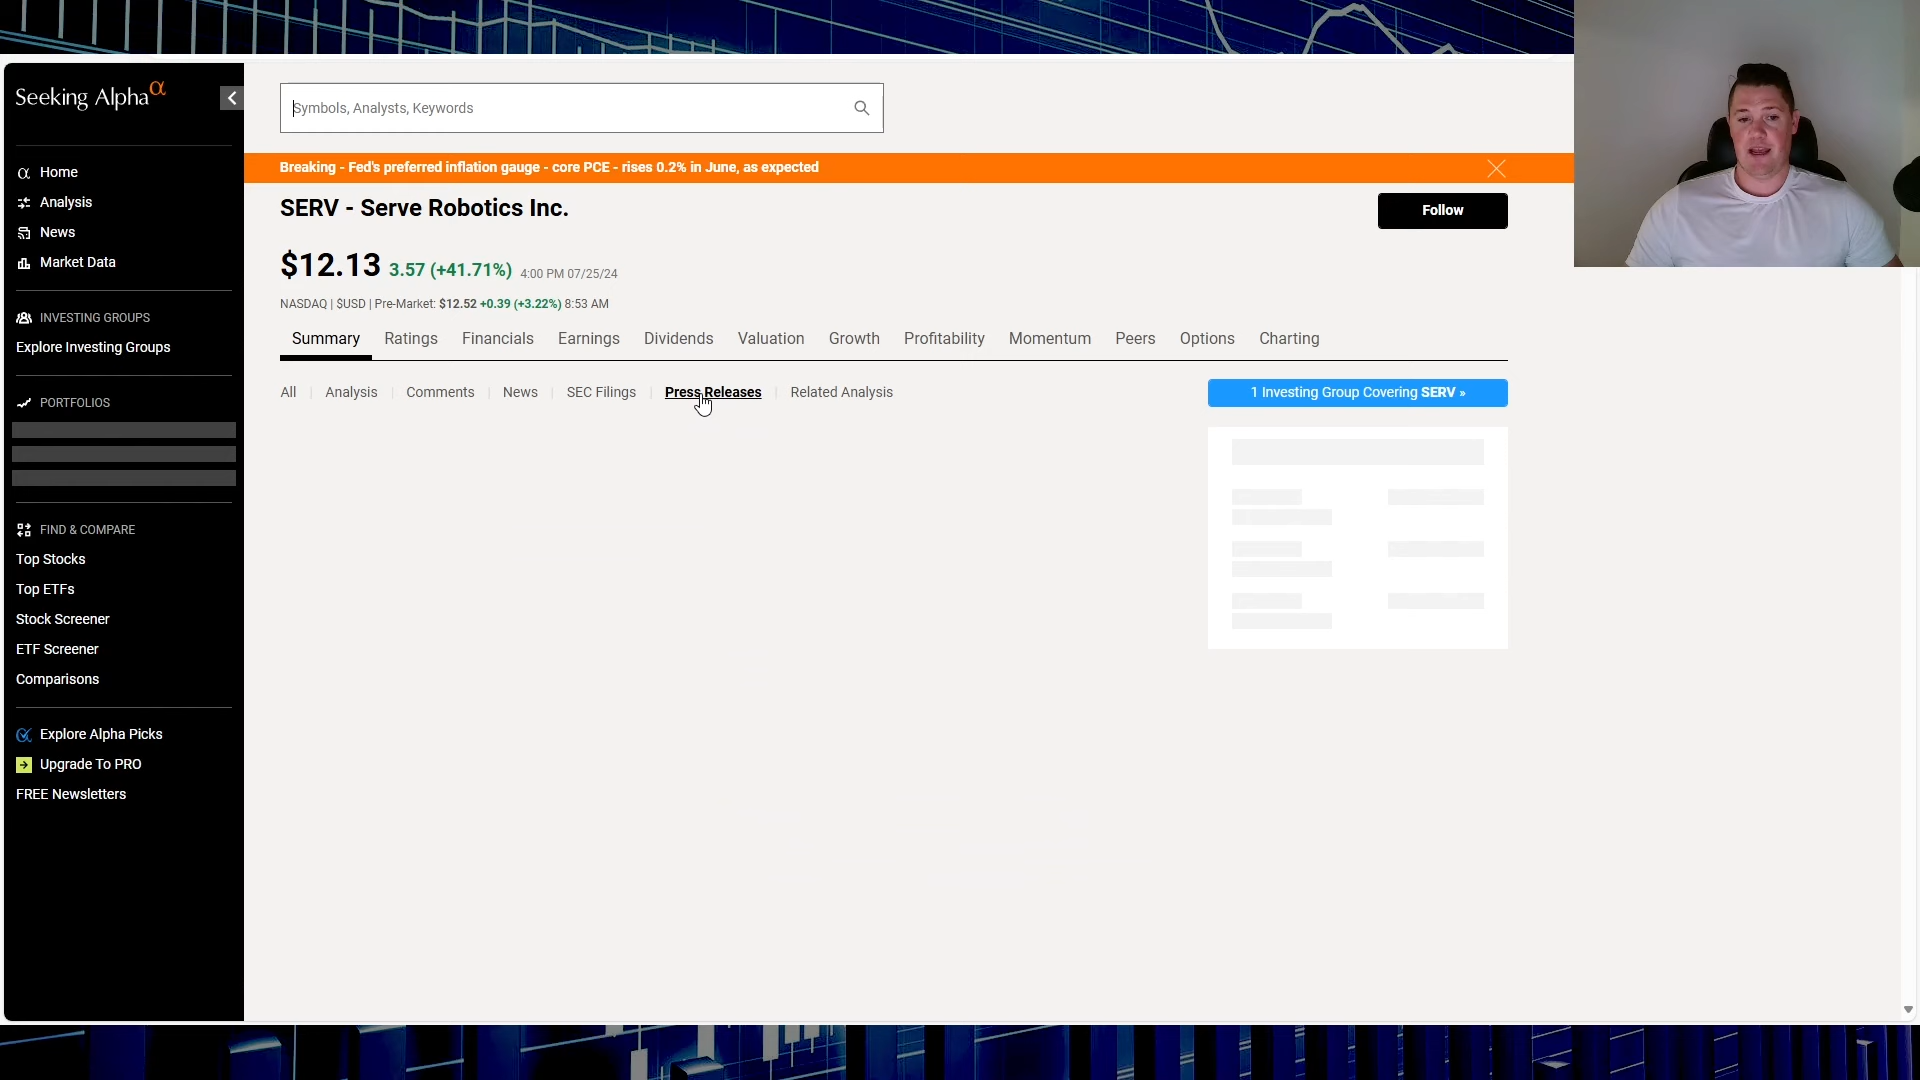 Seeking Alpha α
Symbols, Analysts, Keywords
Breaking - Fed's preferred inflation gauge - core PCE - rises 0.2% in June, as expected
SERV - Serve Robotics Inc.
Follow
$12.13 3.57 (+41.71%) 4:00 PM 07/25/24
NASDAQ | $USD | Pre-Market: $12.52 +0.39 (+3.22%) 8:53 AM
Summary Ratings Financials Earnings Dividends Valuation Growth Profitability Momentum Peers Options Charting
All | Analysis | Comments | News | SEC Filings | Press Releases | Related Analysis
1 Investing Group Covering SERV »
Home
Analysis
News
Market Data
INVESTING GROUPS
Explore Investing Groups
PORTFOLIOS
FIND & COMPARE
Top Stocks
Top ETFs
Stock Screener
ETF Screener
Comparisons
Explore Alpha Picks
Upgrade To PRO
FREE Newsletters